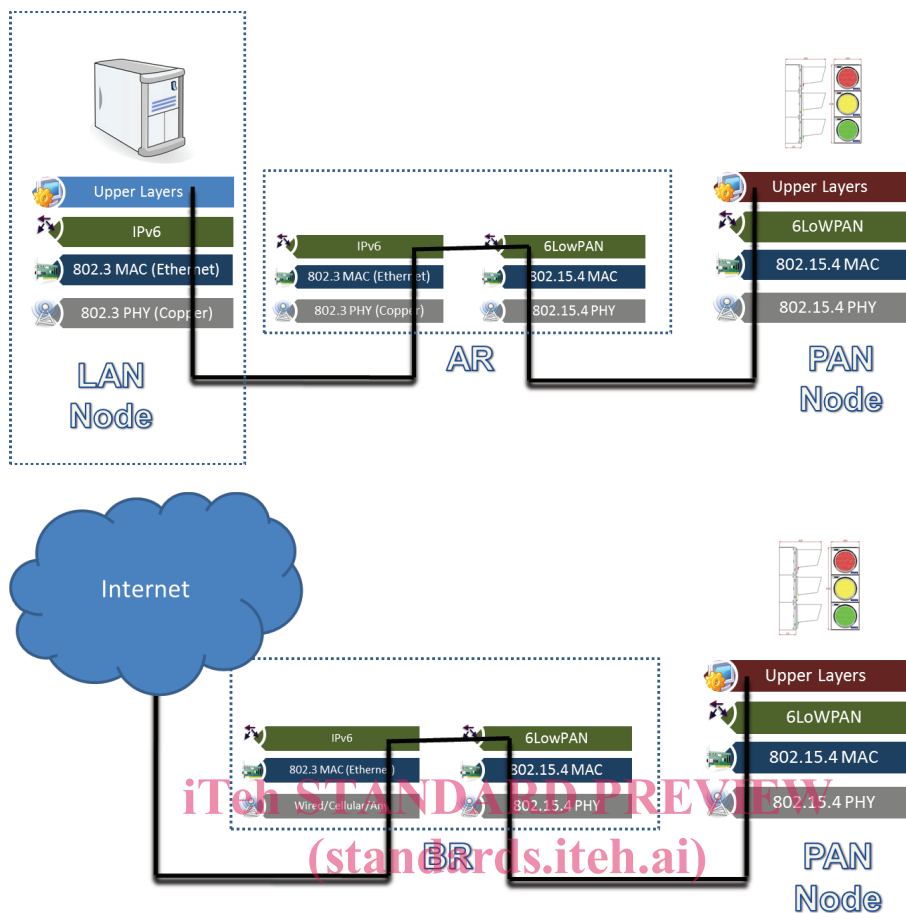 Upper Layers
IPv6
802.3 MAC (Ethernet)
802.3 PHY (Copper)
LAN
Node
IPv6
802.3 MAC (Ethernet)
802.3 PHY (Copper)
6LowPAN
802.15.4 MAC
802.15.4 PHY
AR
Upper Layers
6LoWPAN
802.15.4 MAC
802.15.4 PHY
PAN
Node
Internet
IPv6
802.3 MAC (Ethernet)
Wired/Cellular/Any
6LowPAN
802.15.4 MAC
802.15.4 PHY
BR
Upper Layers
6LoWPAN
802.15.4 MAC
802.15.4 PHY
PAN
Node
iTeh STANDARD PREVIEW
(standards.iteh.ai)